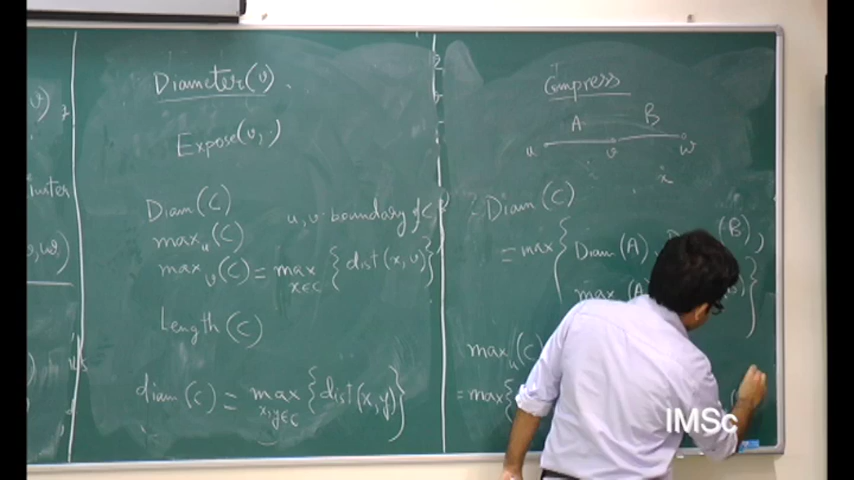 v)
Cluster
v, w)
Diameter(v).
Expose(v, ·)
Diam(C)
u, v - boundary of C
max_u(C)
max_v(C) = max_{x∈C} {dist(x, v)}
Length(C)
diam(C) = max_{x,y∈C} {dist(x, y)}
Compress
A B
u v w
x
Diam(C)
= max { Diam(A), (B),
max (A
max_u(C)
= max {
IMSc